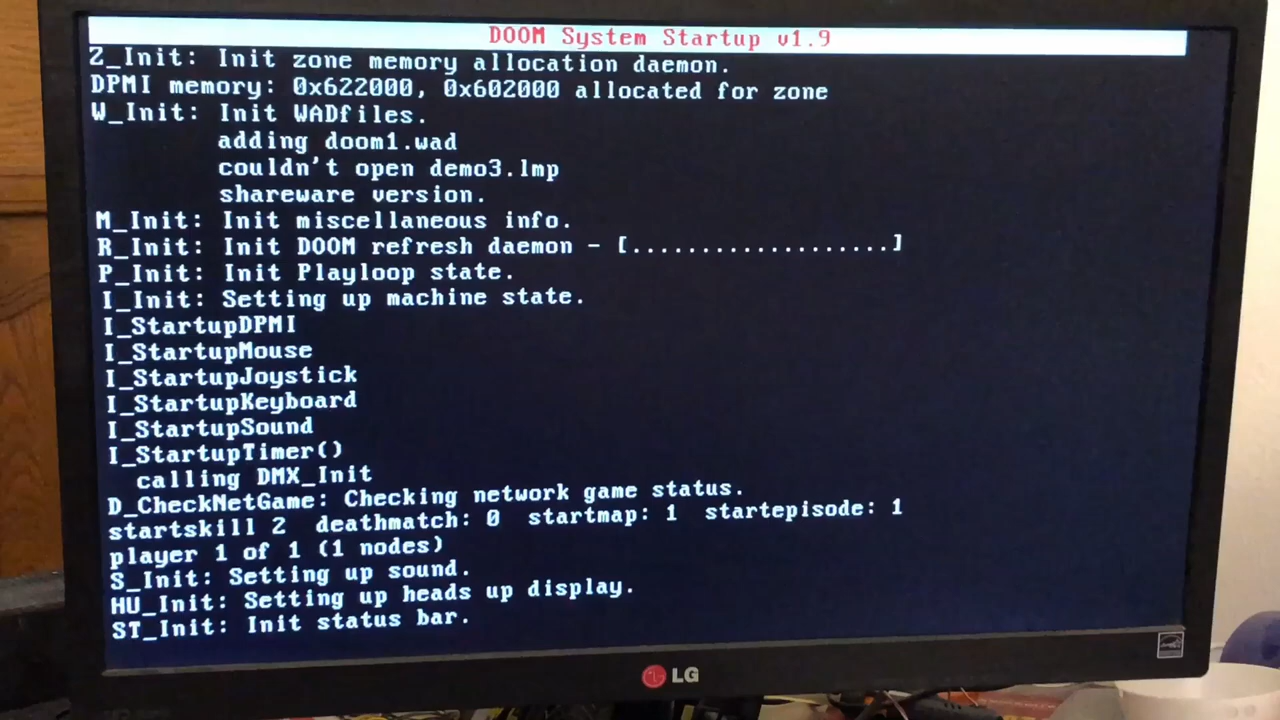 DOOM System Startup v1.9
Z_Init: Init zone memory allocation daemon.
DPMI memory: 0x622000, 0x602000 allocated for zone
W_Init: Init WADfiles.
adding doom1.wad
couldn't open demo3.lmp
shareware version.
M_Init: Init miscellaneous info.
R_Init: Init DOOM refresh daemon - [...................]
P_Init: Init Playloop state.
I_Init: Setting up machine state.
I_StartupDPMI
I_StartupMouse
I_StartupJoystick
I_StartupKeyboard
I_StartupSound
I_StartupTimer()
calling DMX_Init
D_CheckNetGame: Checking network game status.
startskill 2  deathmatch: 0  startmap: 1  startepisode: 1
player 1 of 1 (1 nodes)
S_Init: Setting up sound.
HU_Init: Setting up heads up display.
ST_Init: Init status bar.
LG